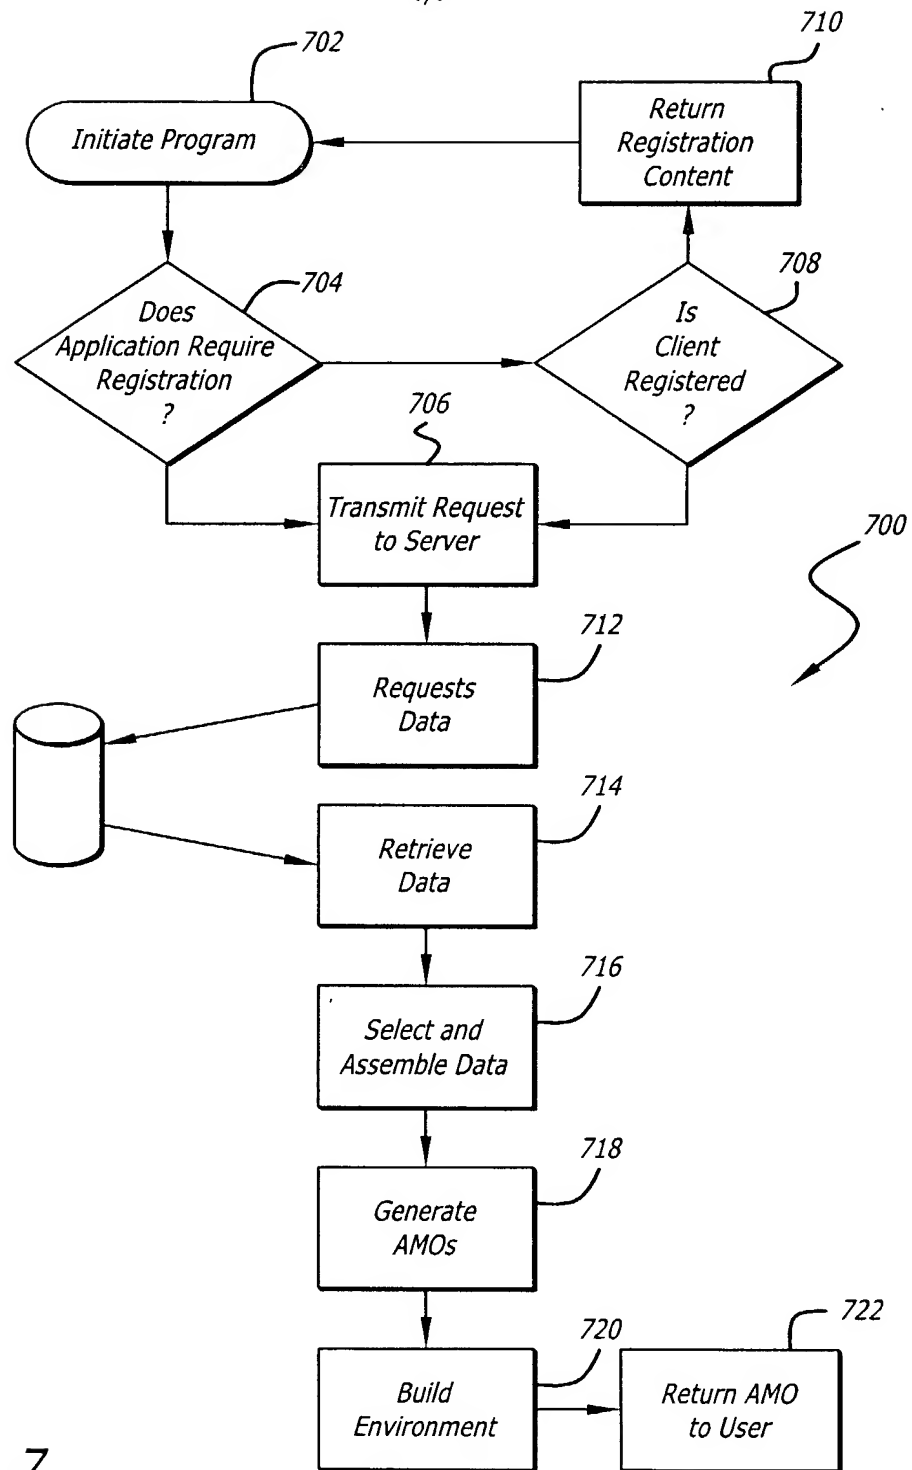 702
710
Initiate Program
Return
Registration
Content
704
708
Does
Application Require
Registration
?
Is
Client
Registered
?
706
Transmit Request
to Server
700
712
Requests
Data
714
Retrieve
Data
716
Select and
Assemble Data
718
Generate
AMOs
720
722
Build
Environment
Return AMO
to User
7